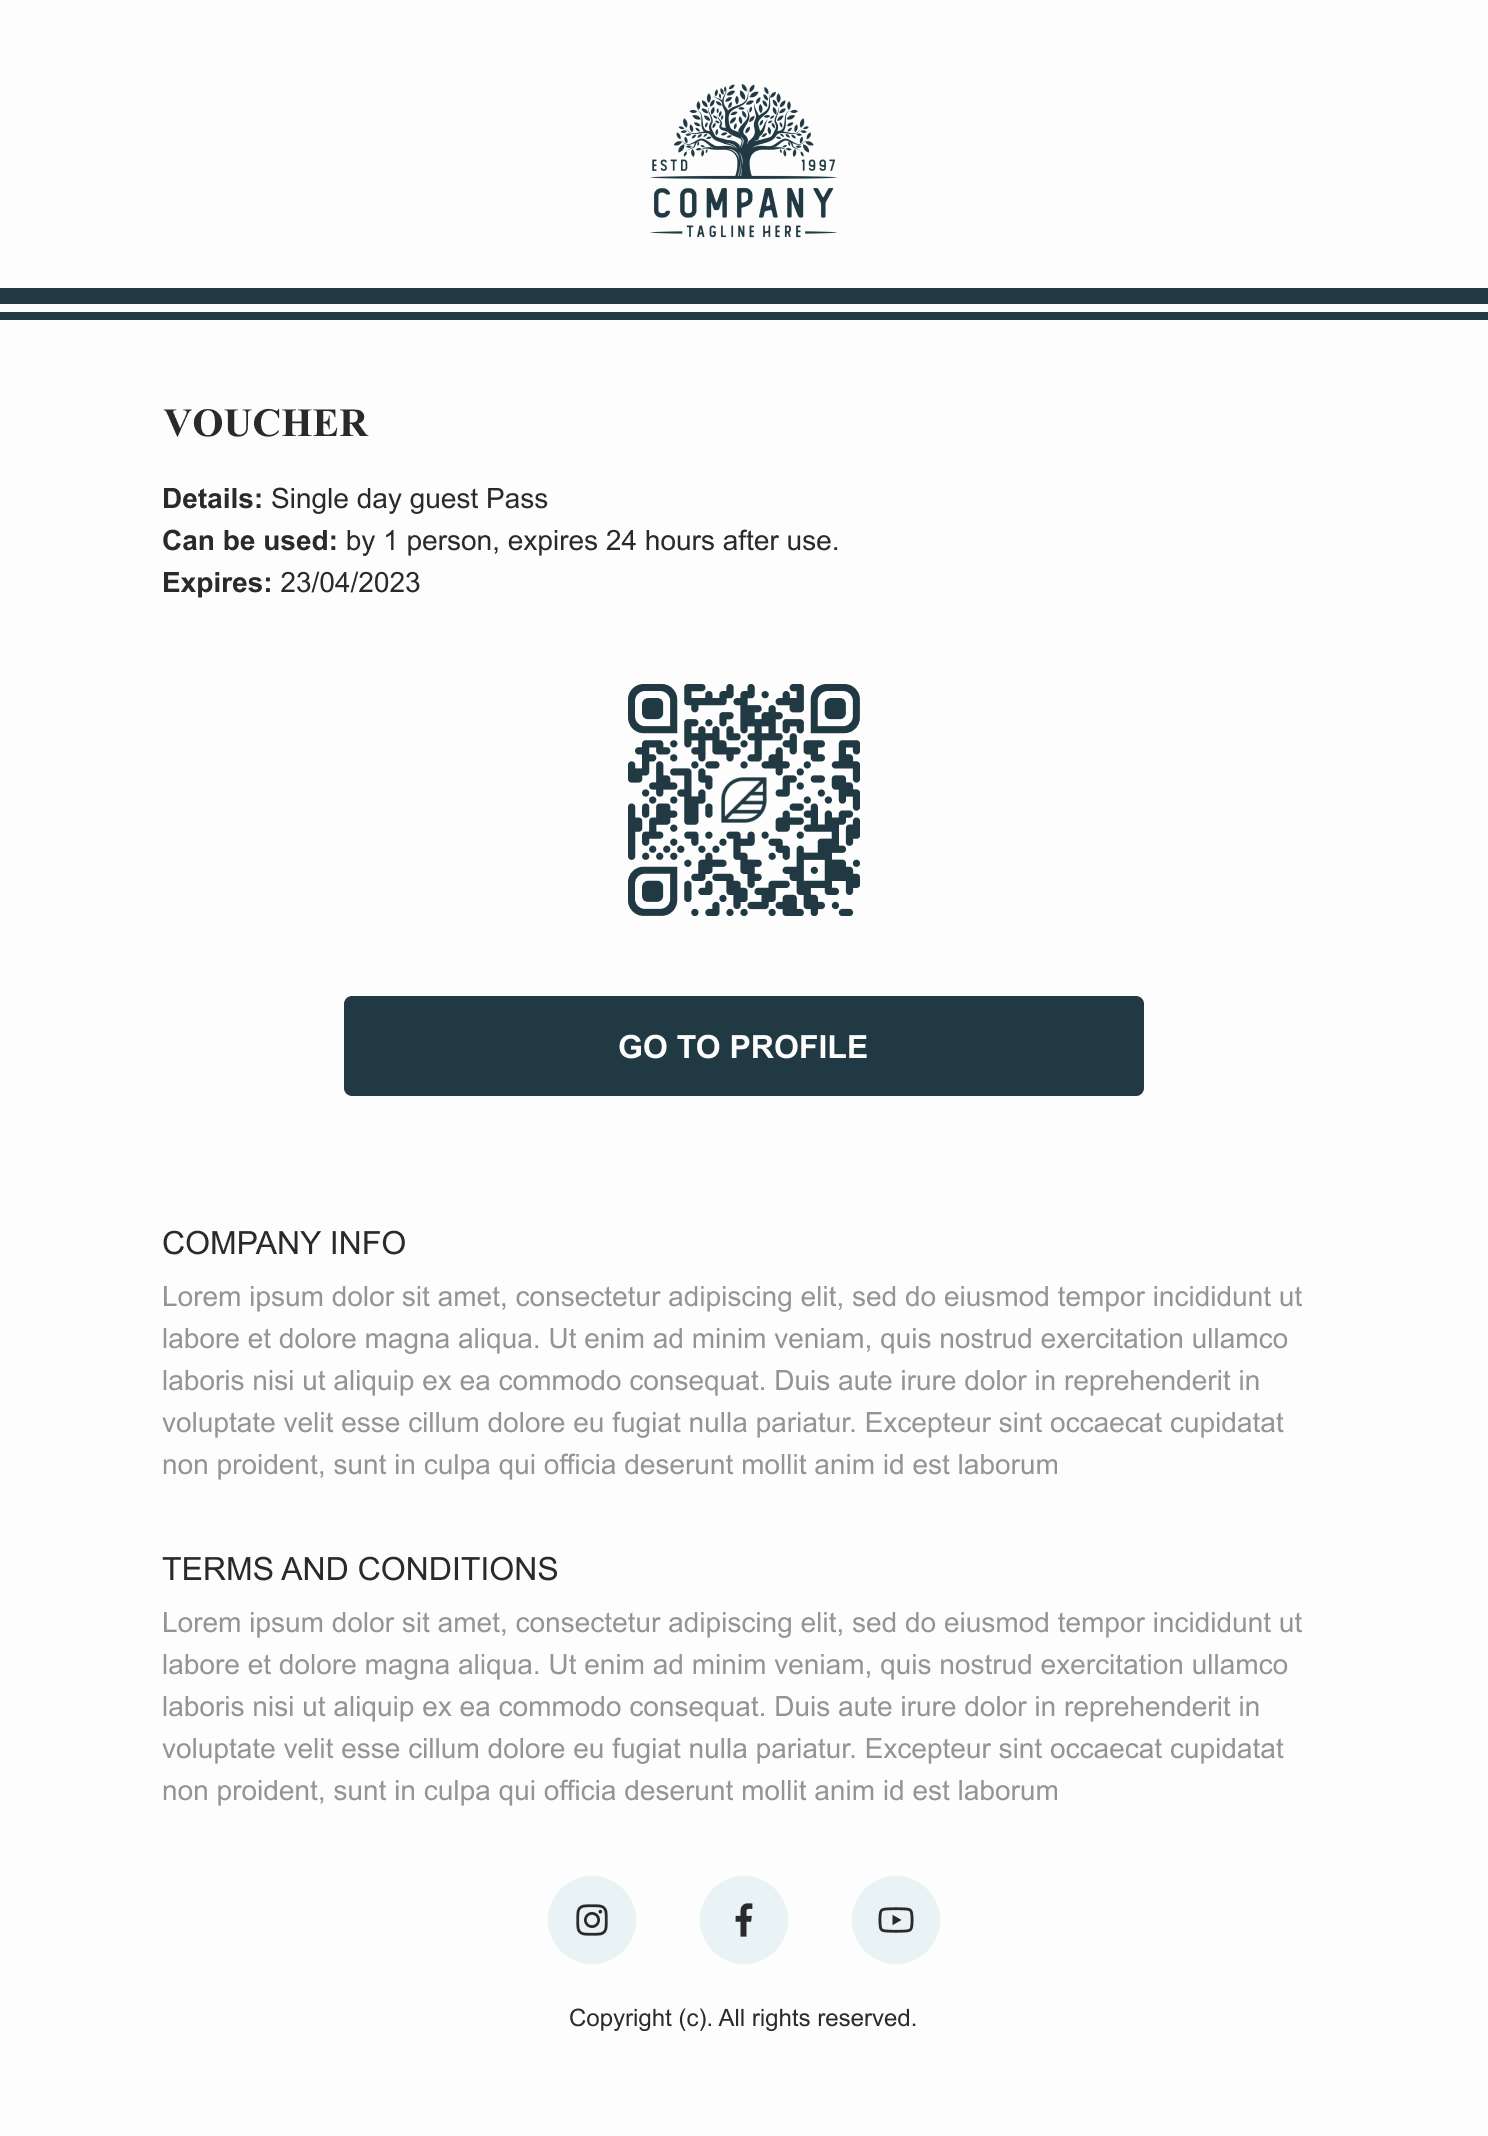 ESTD 1997
COMPANY
TAGLINE HERE
VOUCHER
Details: Single day guest Pass
Can be used: by 1 person, expires 24 hours after use.
Expires: 23/04/2023
GO TO PROFILE
COMPANY INFO
Lorem ipsum dolor sit amet, consectetur adipiscing elit, sed do eiusmod tempor incididunt ut
labore et dolore magna aliqua. Ut enim ad minim veniam, quis nostrud exercitation ullamco
laboris nisi ut aliquip ex ea commodo consequat. Duis aute irure dolor in reprehenderit in
voluptate velit esse cillum dolore eu fugiat nulla pariatur. Excepteur sint occaecat cupidatat
non proident, sunt in culpa qui officia deserunt mollit anim id est laborum
TERMS AND CONDITIONS
Lorem ipsum dolor sit amet, consectetur adipiscing elit, sed do eiusmod tempor incididunt ut
labore et dolore magna aliqua. Ut enim ad minim veniam, quis nostrud exercitation ullamco
laboris nisi ut aliquip ex ea commodo consequat. Duis aute irure dolor in reprehenderit in
voluptate velit esse cillum dolore eu fugiat nulla pariatur. Excepteur sint occaecat cupidatat
non proident, sunt in culpa qui officia deserunt mollit anim id est laborum
Copyright (c). All rights reserved.